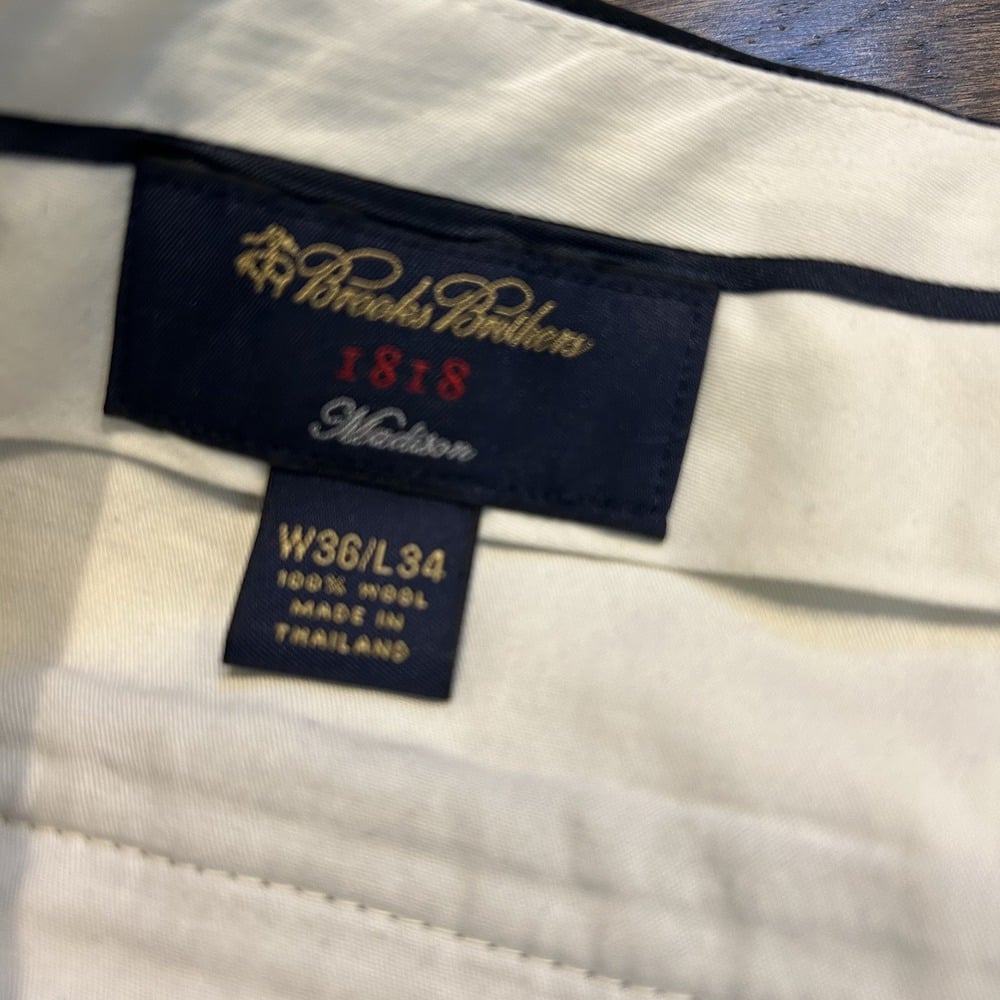 Brooks Brothers
1818
Madison
W36/L34
100% WOOL
MADE IN
THAILAND